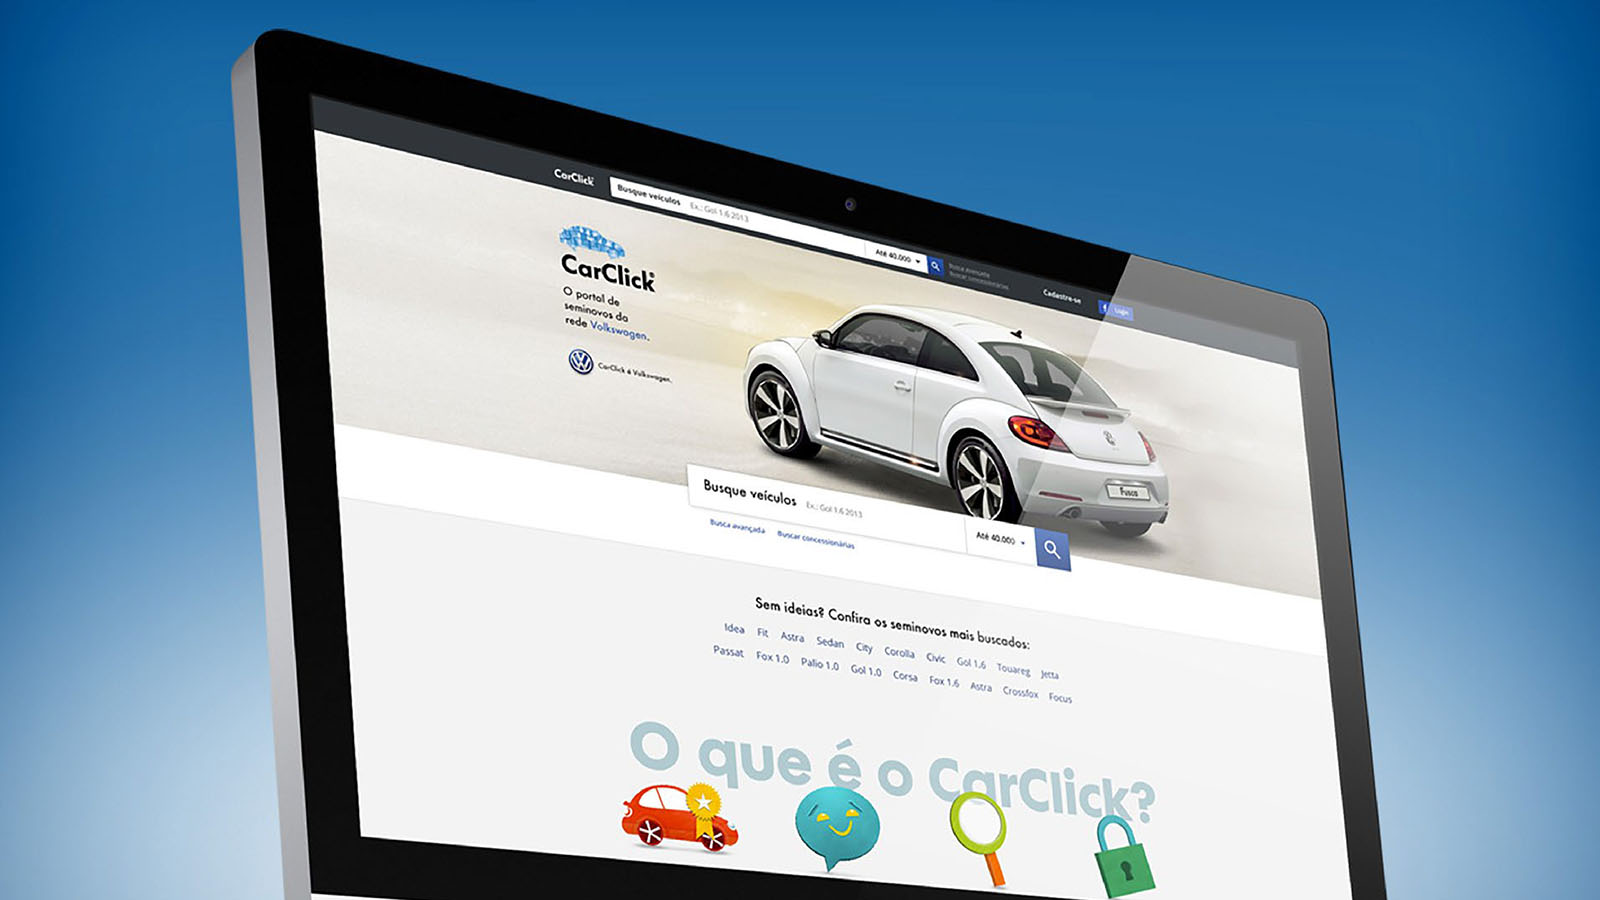 CarClick
Busque veículos Ex.: Gol 1.6 2013
Até 40.000
Busca avançada
Buscar concessionárias
Cadastre-se
f Login
CarClick®
O portal de
seminovos da
rede Volkswagen.
CarClick é Volkswagen.
Fusca
Busque veículos Ex.: Gol 1.6 2013
Até 40.000
Busca avançada Buscar concessionárias
Sem ideias? Confira os seminovos mais buscados:
Idea Fit Astra Sedan City Corolla Civic Gol 1.6 Touareg Jetta
Passat Fox 1.0 Palio 1.0 Gol 1.0 Corsa Fox 1.6 Astra Crossfox Focus
O que é o CarClick?